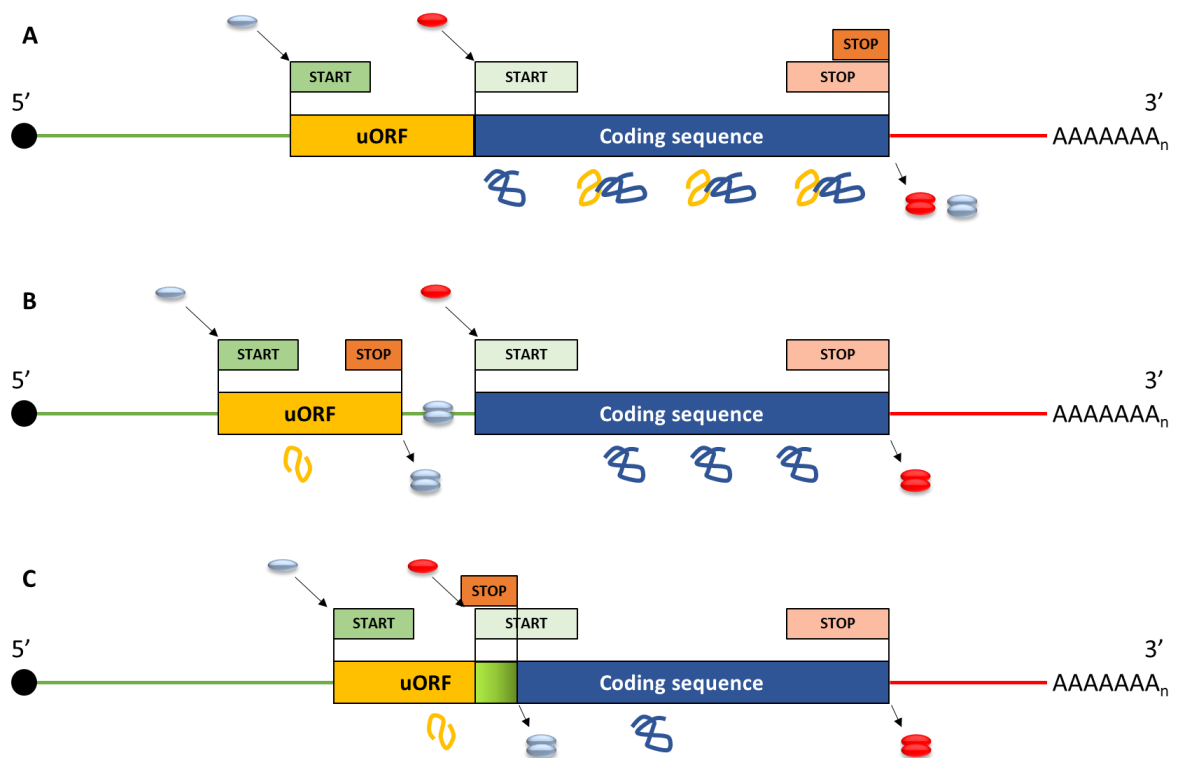 A
STOP
START START STOP
5’ 3’
uORF Coding sequence AAAAAAAn
B
START STOP START STOP
5’ 3’
uORF Coding sequence AAAAAAAn
C
STOP
START START STOP
5’ 3’
uORF Coding sequence AAAAAAAn